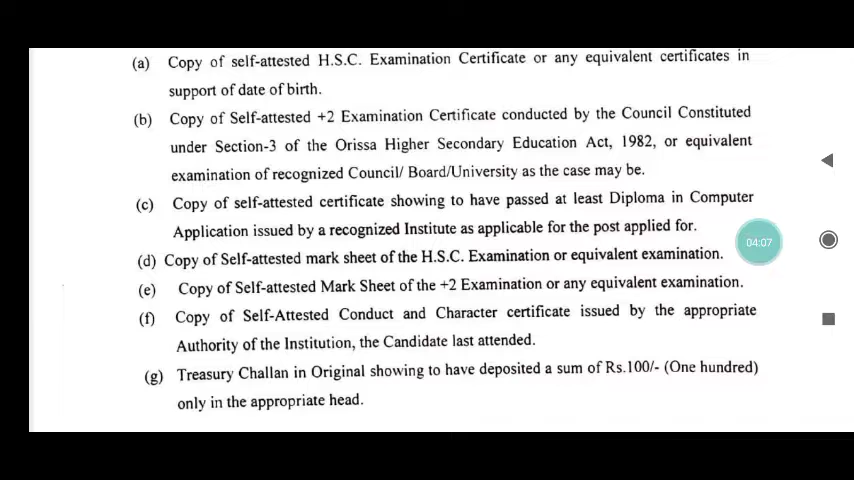 (a) Copy of self-attested H.S.C. Examination Certificate or any equivalent certificates in
support of date of birth.
(b) Copy of Self-attested +2 Examination Certificate conducted by the Council Constituted
under Section-3 of the Orissa Higher Secondary Education Act, 1982, or equivalent
examination of recognized Council/ Board/University as the case may be.
(c) Copy of self-attested certificate showing to have passed at least Diploma in Computer
Application issued by a recognized Institute as applicable for the post applied for.
04:07
(d) Copy of Self-attested mark sheet of the H.S.C. Examination or equivalent examination.
(e) Copy of Self-attested Mark Sheet of the +2 Examination or any equivalent examination.
(f) Copy of Self-Attested Conduct and Character certificate issued by the appropriate
Authority of the Institution, the Candidate last attended.
(g) Treasury Challan in Original showing to have deposited a sum of Rs.100/- (One hundred)
only in the appropriate head.